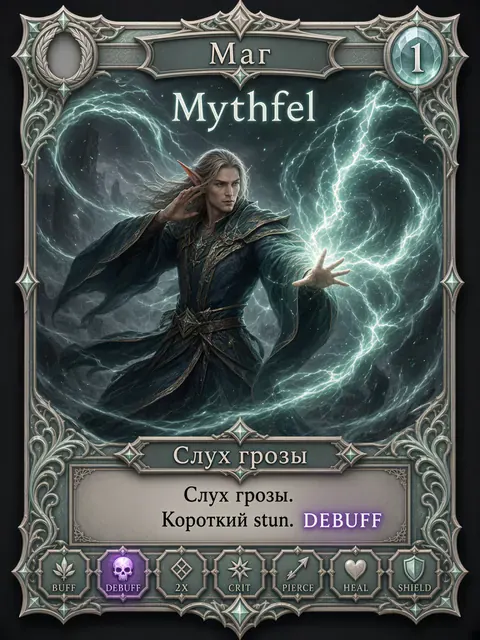 Маг
1
Mythfel
Слух грозы
Слух грозы.
Короткий stun. DEBUFF
BUFF DEBUFF 2X CRIT PIERCE HEAL SHIELD